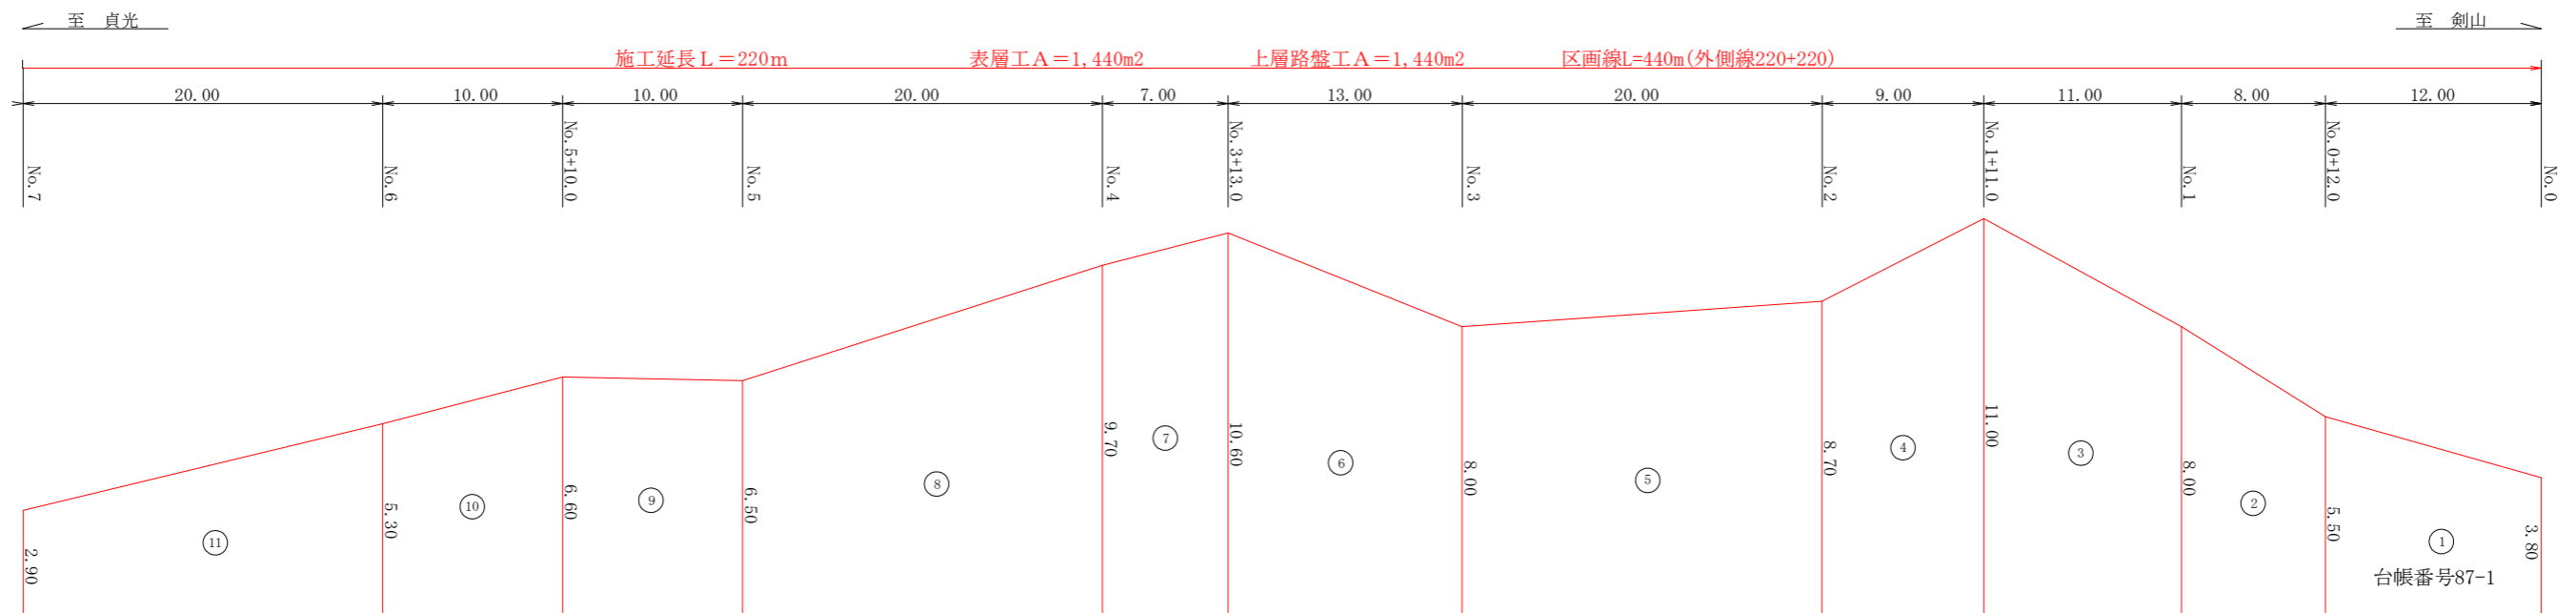 至 貞光
至 剣山
施工延長L=220m 表層工A=1,440m2 上層路盤工A=1,440m2 区画線L=440m(外側線220+220)
20.00 10.00 10.00 20.00 7.00 13.00 20.00 9.00 11.00 8.00 12.00
No.7 No.6 No.5+10.0 No.5 No.4 No.3+13.0 No.3 No.2 No.1+11.0 No.1 No.0+12.0 No.0
2.90 5.30 6.60 6.50 9.70 10.60 8.00 8.70 11.00 8.00 5.50 3.80
⑪ ⑩ ⑨ ⑧ ⑦ ⑥ ⑤ ④ ③ ② ①
台帳番号87-1